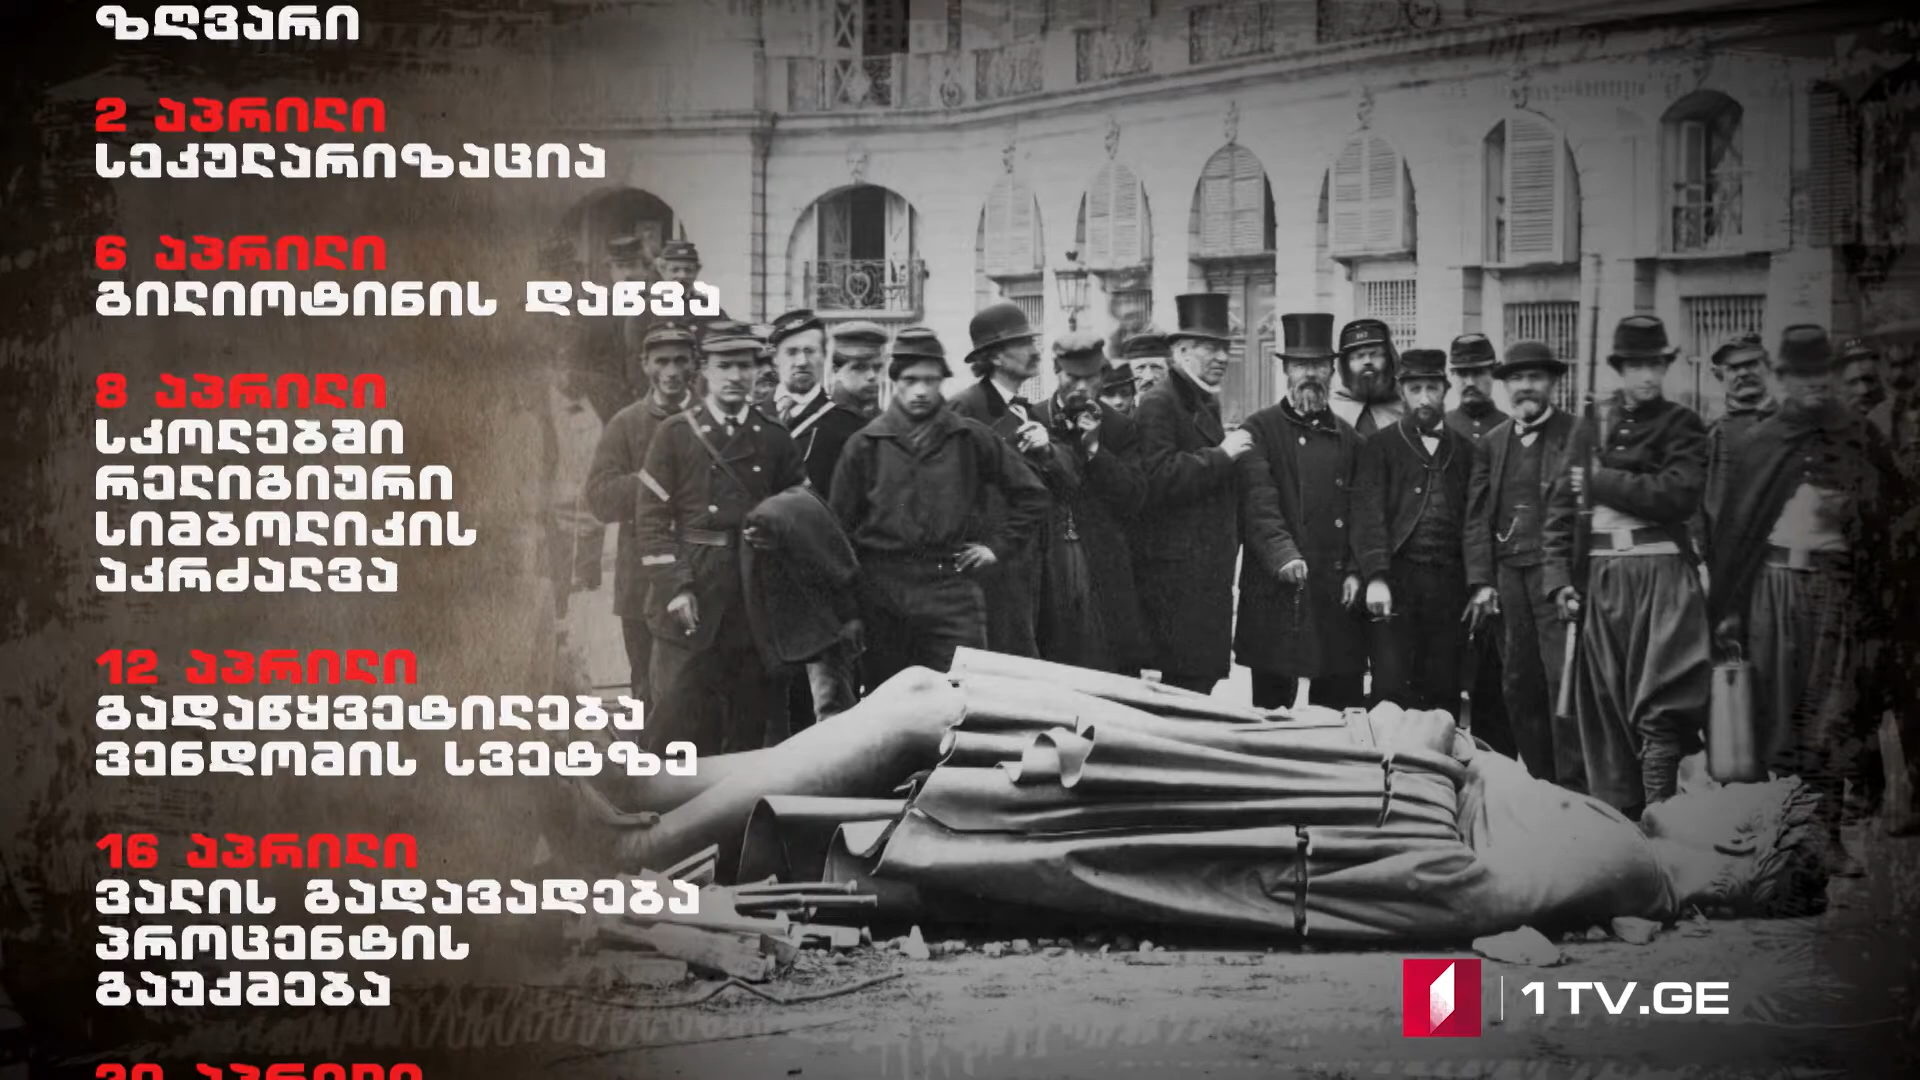 ზღვარი
2 აპრილი
სეკულარიზაცია
6 აპრილი
გილიოტინის დაწვა
8 აპრილი
სკოლებში
რელიგიური
სიმბოლიკის
აკრძალვა
12 აპრილი
გადაწყვეტილება
ვენდომის სვეტზე
16 აპრილი
ვალის გადავადება
პროცენტის
გაუქმება
აპრილი
1TV.GE